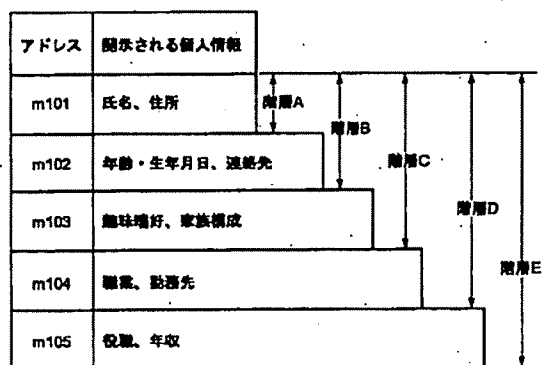 アドレス 開示される個人情報
m101 氏名、住所
階層A
階層B
m102 年齢・生年月日、連絡先
階層C
m103 趣味嗜好、家族構成
階層D
m104 職業、勤務先
階層E
m105 役職、年収